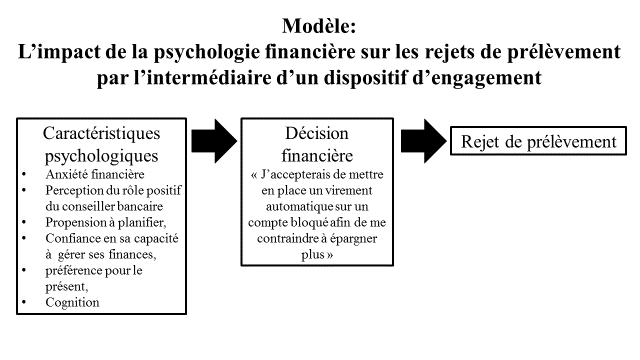 Modèle:
L’impact de la psychologie financière sur les rejets de prélèvement
par l’intermédiaire d’un dispositif d’engagement
Caractéristiques
psychologiques
• Anxiété financière
• Perception du rôle positif
du conseiller bancaire
• Propension à planifier,
• Confiance en sa capacité
à gérer ses finances,
• préférence pour le
• présent,
• Cognition
Décision
financière
« J’accepterais de mettre
en place un virement
automatique sur un
compte bloqué afin de me
contraindre à épargner
plus »
Rejet de prélèvement